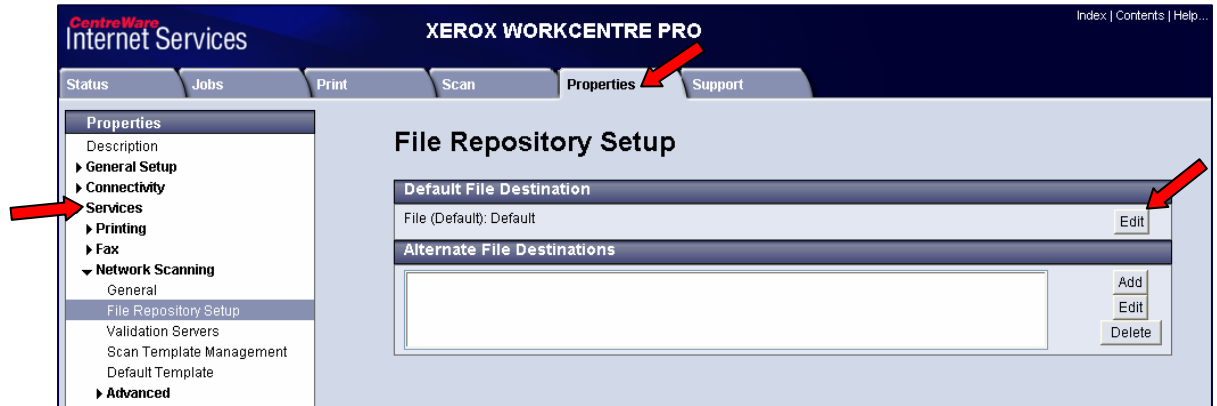 CentreWare
Internet Services
XEROX WORKCENTRE PRO
Index | Contents | Help...
Status Jobs Print Scan Properties Support
Properties
Description
General Setup
Connectivity
Services
Printing
Fax
Network Scanning
General
File Repository Setup
Validation Servers
Scan Template Management
Default Template
Advanced
File Repository Setup
Default File Destination
File (Default): Default
Edit
Alternate File Destinations
Add
Edit
Delete